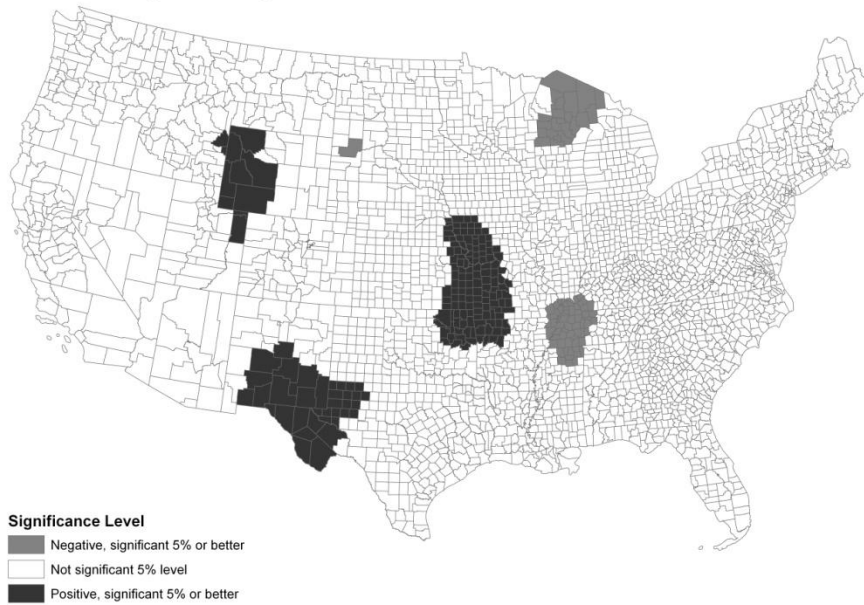 Significance Level
Negative, significant 5% or better
Not significant 5% level
Positive, significant 5% or better